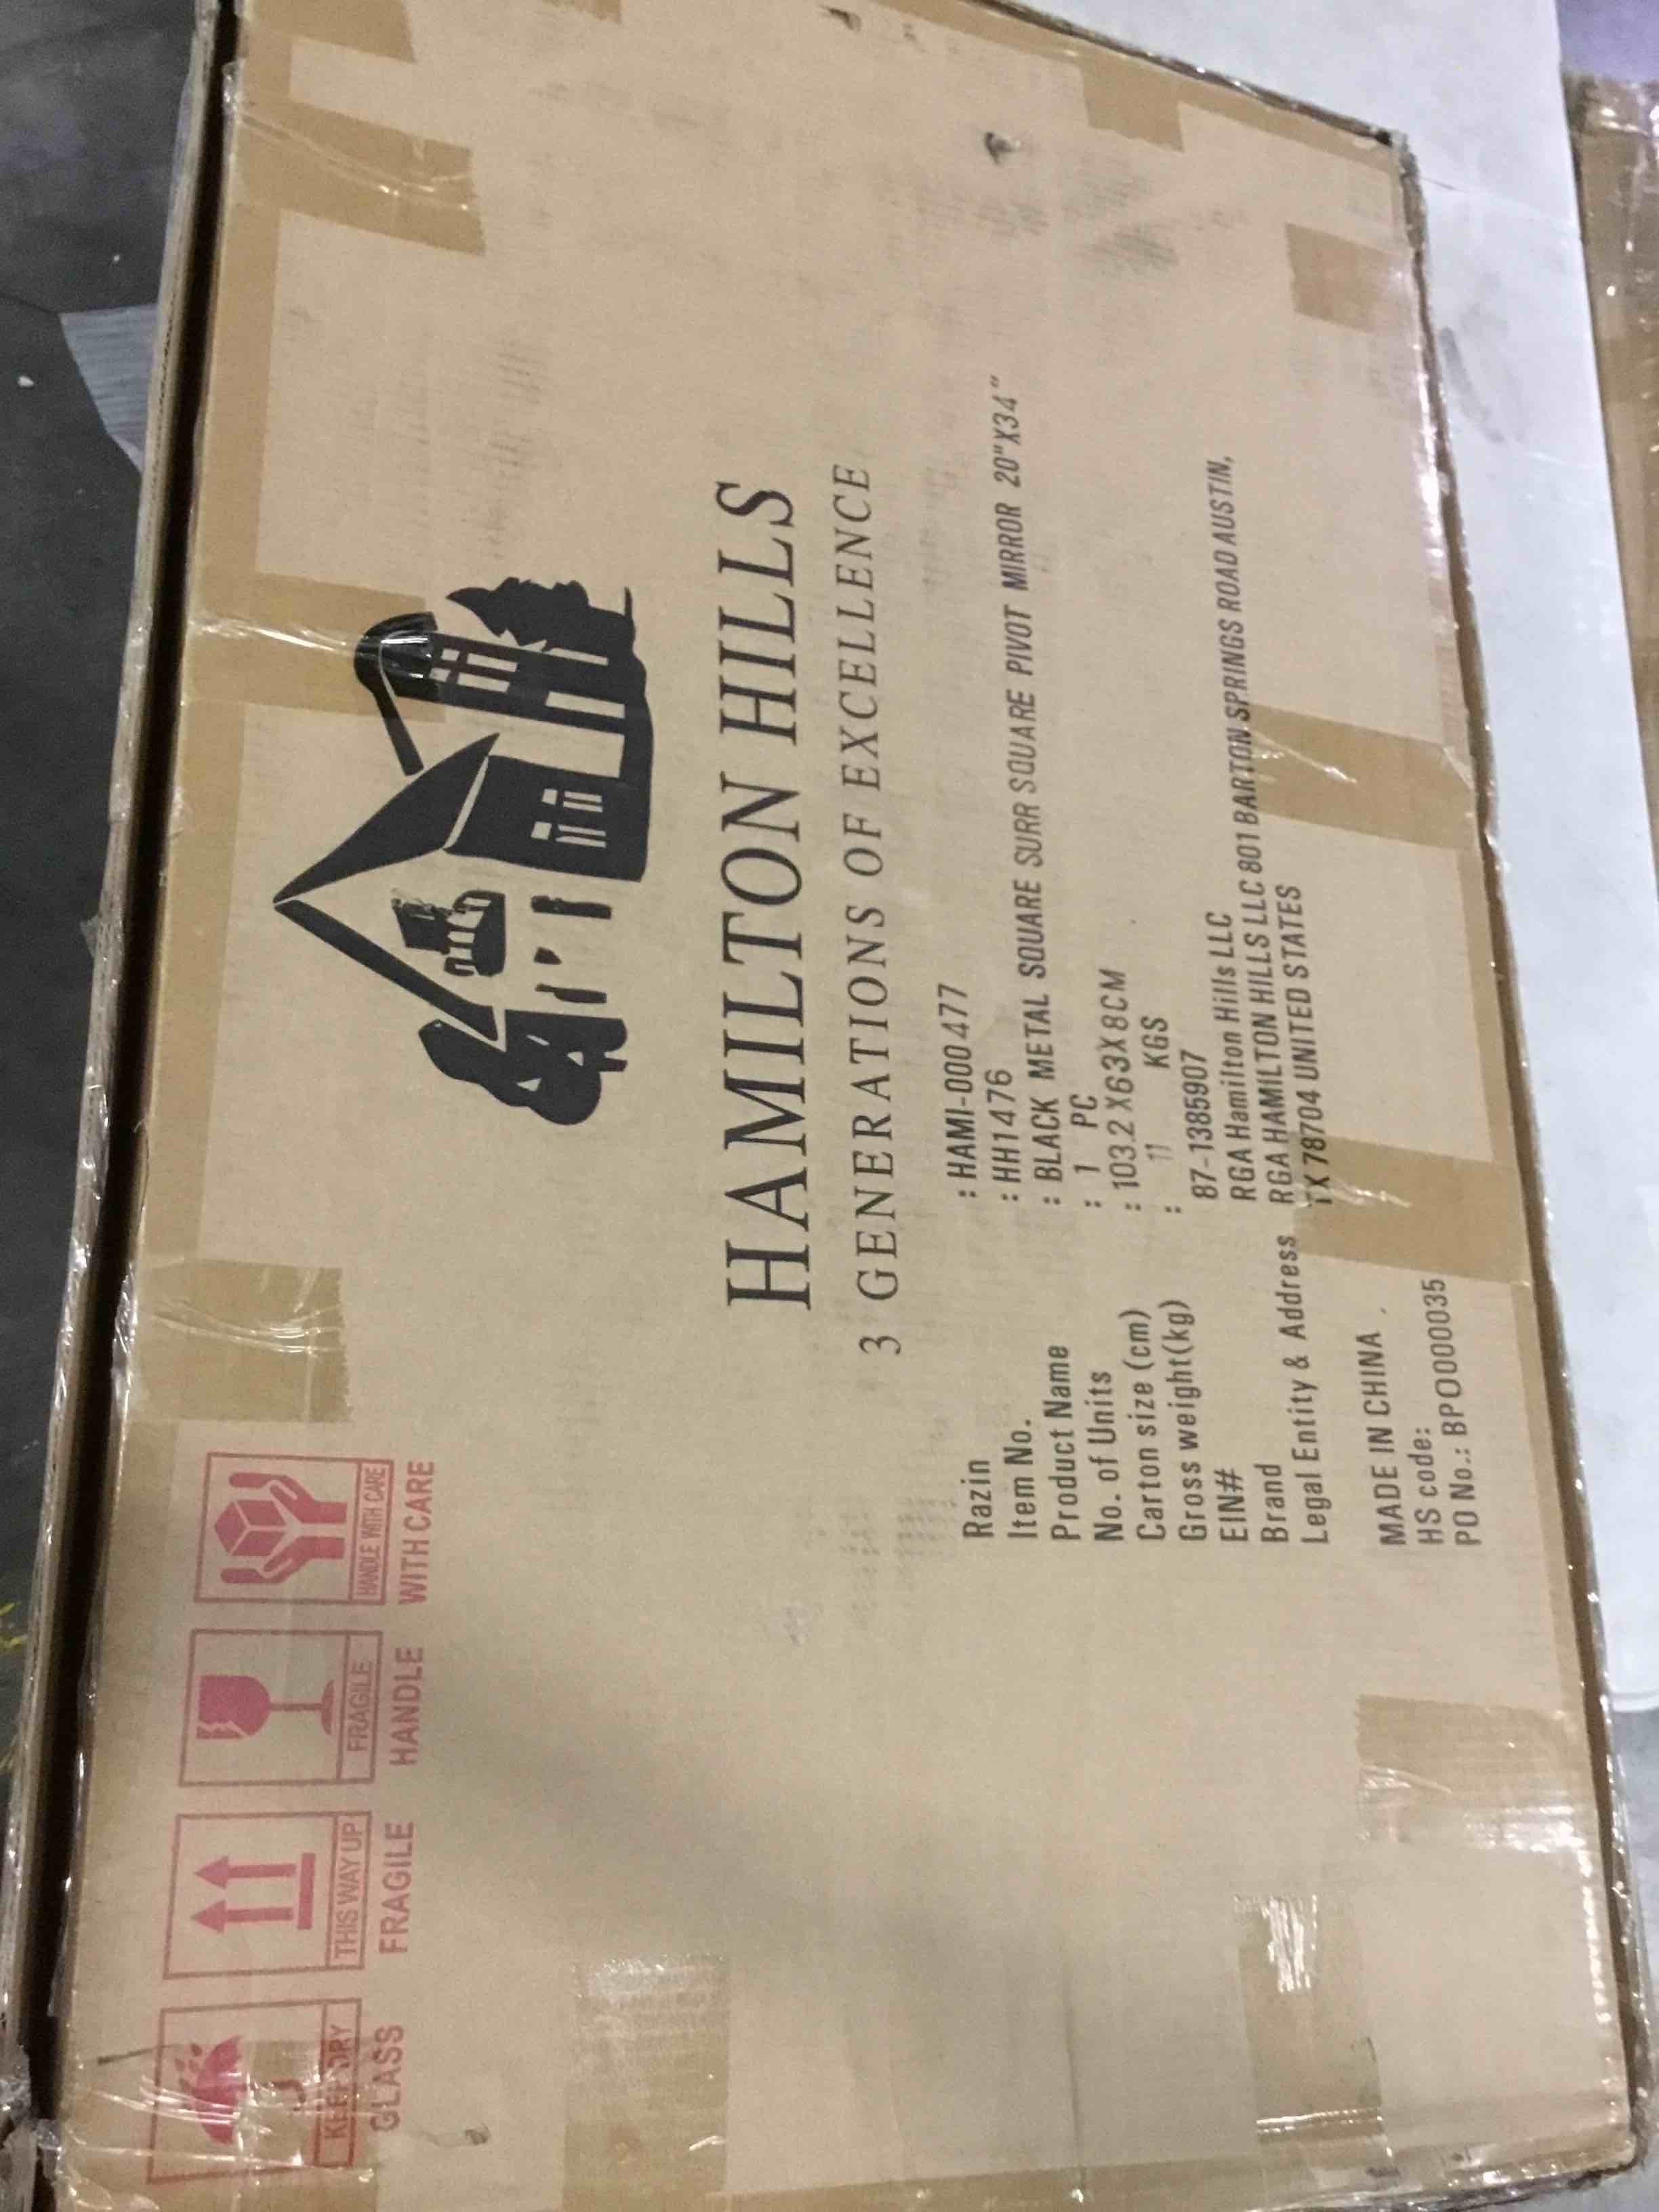 KEEP DRY
THIS WAY UP
FRAGILE
HANDLE WITH CARE
GLASS FRAGILE HANDLE WITH CARE
HAMILTON HILLS
3 GENERATIONS OF EXCELLENCE
Razin : HAMI-000477
Item No. : HH1476
Product Name : BLACK METAL SQUARE SURR SQUARE PIVOT MIRROR 20"X34"
No. of Units : 1 PC
Carton size (cm) : 103.2X63X8CM
Gross weight(kg) : 11 KGS
EIN# 87-1385907
Brand RGA Hamilton Hills LLC
Legal Entity & Address RGA HAMILTON HILLS LLC 801 BARTON SPRINGS ROAD AUSTIN,
TX 78704 UNITED STATES
MADE IN CHINA
HS code:
PO No.: BPO0000035